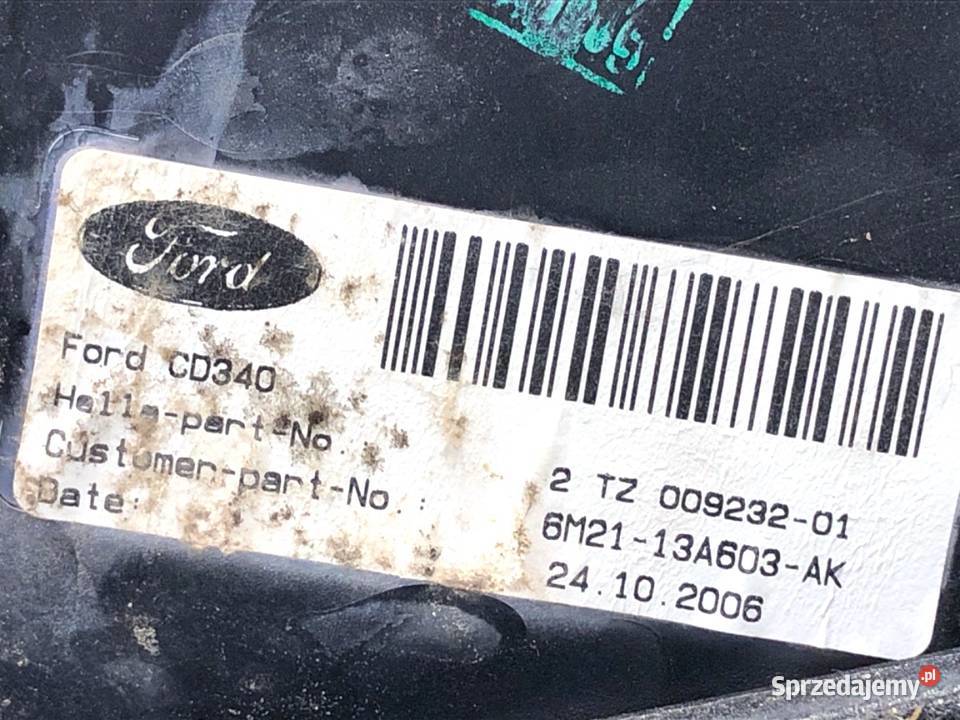 Ford
Ford CD340
Hella-part-No.
2 TZ 009232-01
Customer-part-No.:
6M21-13A603-AK
Date:
24.10.2006
Sprzedajemy.pl